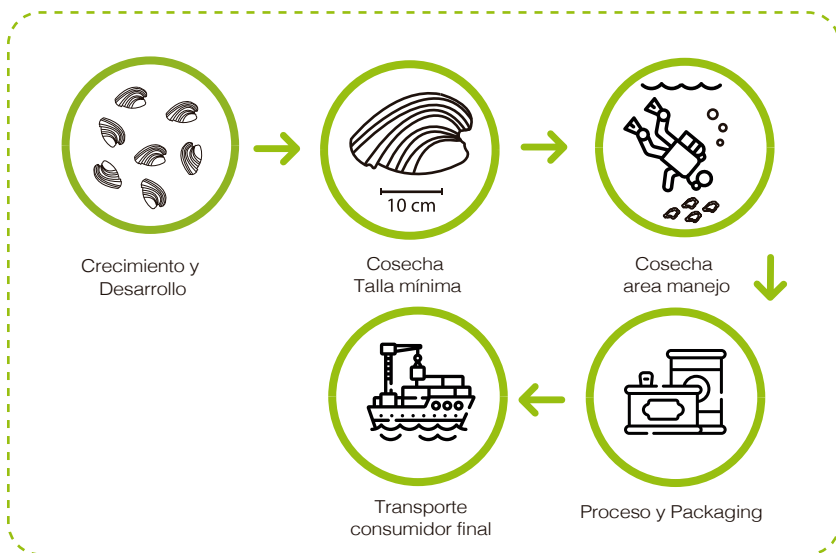 10 cm
Crecimiento y
Desarrollo
Cosecha
Talla mínima
Cosecha
area manejo
Transporte
consumidor final
Proceso y Packaging